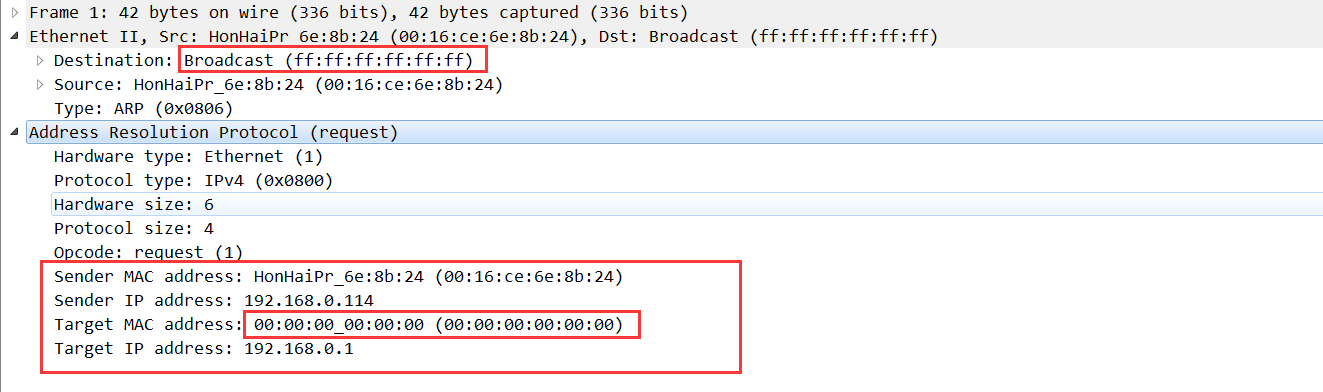 Frame 1: 42 bytes on wire (336 bits), 42 bytes captured (336 bits)
Ethernet II, Src: HonHaiPr_6e:8b:24 (00:16:ce:6e:8b:24), Dst: Broadcast (ff:ff:ff:ff:ff:ff)
Destination: Broadcast (ff:ff:ff:ff:ff:ff)
Source: HonHaiPr_6e:8b:24 (00:16:ce:6e:8b:24)
Type: ARP (0x0806)
Address Resolution Protocol (request)
Hardware type: Ethernet (1)
Protocol type: IPv4 (0x0800)
Hardware size: 6
Protocol size: 4
Opcode: request (1)
Sender MAC address: HonHaiPr_6e:8b:24 (00:16:ce:6e:8b:24)
Sender IP address: 192.168.0.114
Target MAC address: 00:00:00_00:00:00 (00:00:00:00:00:00)
Target IP address: 192.168.0.1